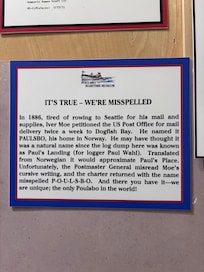 MARITIME MUSEUM
IT'S TRUE – WE'RE MISSPELLED
In 1886, tired of rowing to Seattle for his mail and
supplies, Iver Moe petitioned the US Post Office for mail
delivery twice a week to Dogfish Bay. He named it
PAULSBO, his home in Norway. He may have thought it
was a natural name since the log dump here was known
as Paul's Landing (for logger Paul Wahl). Translated
from Norwegian it would approximate Paul's Place.
Unfortunately, the Postmaster General misread Moe's
cursive writing, and the charter returned with the name
misspelled P-O-U-L-S-B-O. And there you have it—we
are unique; the only Poulsbo in the world!